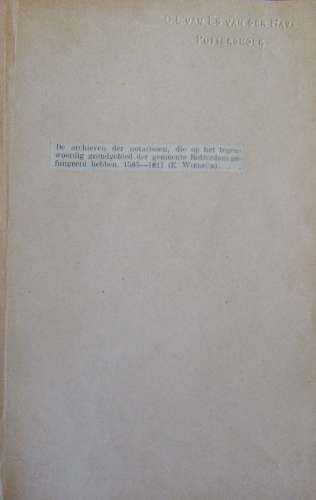 VAN ES VAN DER HAVE
De archieven der notarissen, die op het tegen-
woordig grondgebied der gemeente Rotterdam ge-
fungeerd hebben, 1585—1811 (E. Wiersum)